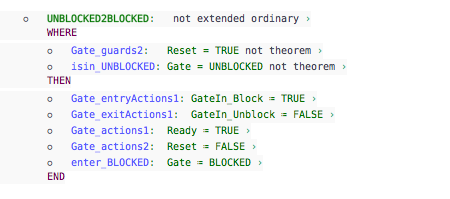 UNBLOCKED2BLOCKED: not extended ordinary ›
WHERE
Gate_guards2: Reset = TRUE not theorem ›
isin_UNBLOCKED: Gate = UNBLOCKED not theorem ›
THEN
Gate_entryActions1: GateIn_Block ≔ TRUE ›
Gate_exitActions1: GateIn_Unblock ≔ FALSE ›
Gate_actions1: Ready ≔ TRUE ›
Gate_actions2: Reset ≔ FALSE ›
enter_BLOCKED: Gate ≔ BLOCKED ›
END